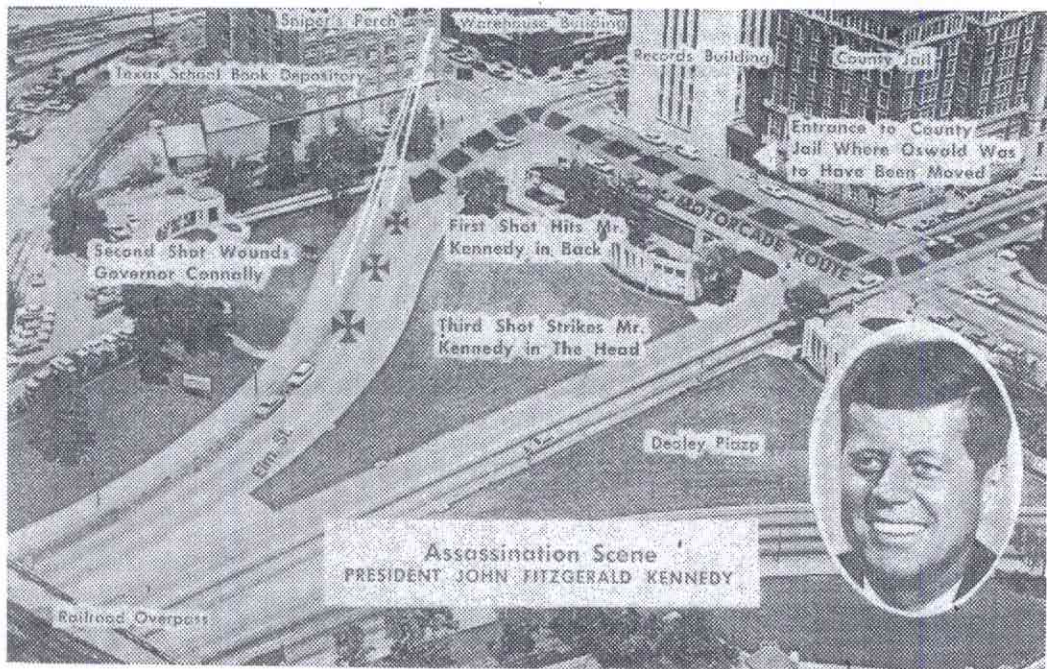 Sniper's Perch
Warehouse Building
Records Building
County Jail
Texas School Book Depository
Entrance to County
Jail Where Oswald Was
to Have Been Moved
MOTORCADE ROUTE
First Shot Hits Mr.
Kennedy in Back
Second Shot Wounds
Governor Connally
Third Shot Strikes Mr.
Kennedy in The Head
Elm St.
Dealey Plaza
Assassination Scene
PRESIDENT JOHN FITZGERALD KENNEDY
Railroad Overpass